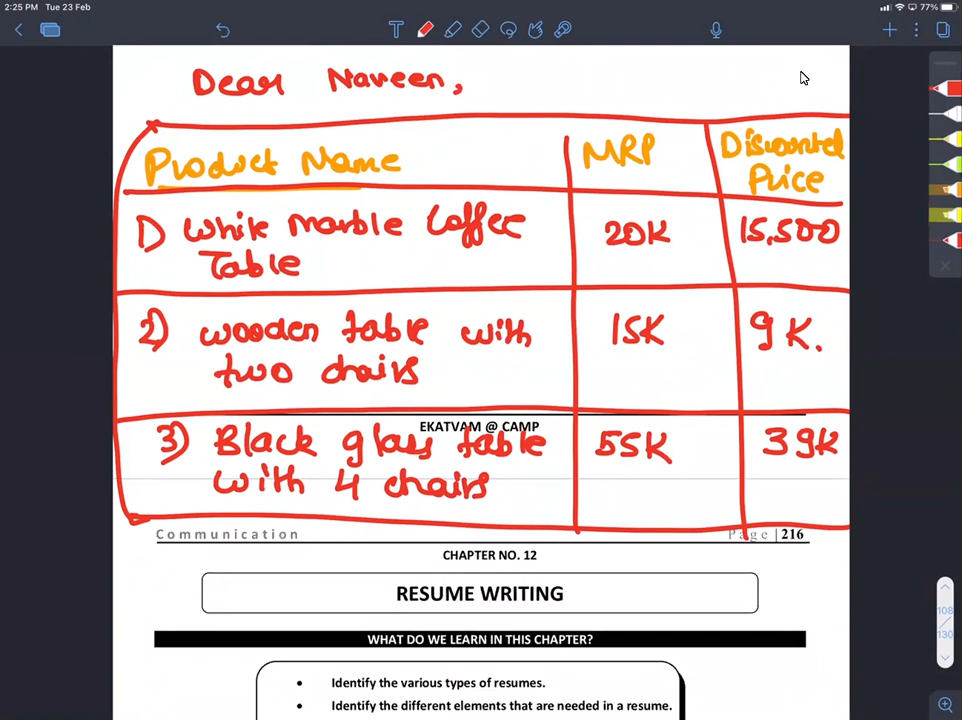 2:25 PM Tue 23 Feb
77%
Dear Naveen,
Product Name MRP Discounted Price
1) White Marble Coffee Table 20K 15,500
2) wooden table with two chairs 15K 9K.
3) Black glass table with 4 chairs 55K 39K
EKATVAM @ CAMP
Communication Page | 216
CHAPTER NO. 12
RESUME WRITING
WHAT DO WE LEARN IN THIS CHAPTER?
• Identify the various types of resumes.
• Identify the different elements that are needed in a resume.
108
130